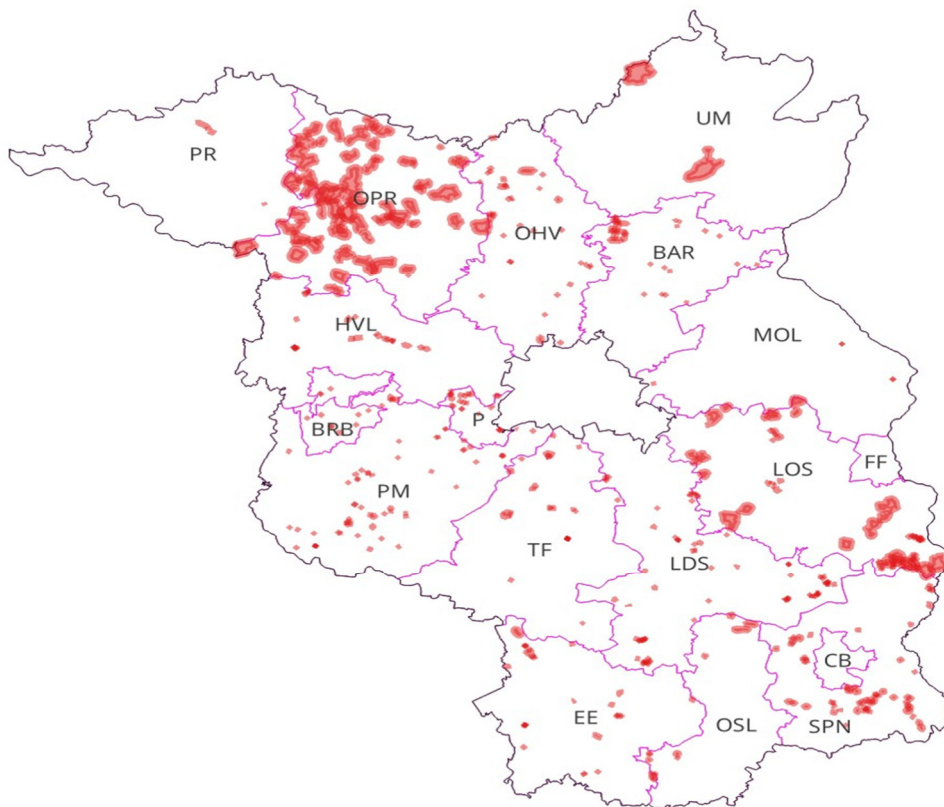 UM
PR
OPR
OHV
BAR
HVL
MOL
P
BRB
FF
LOS
PM
TF
LDS
CB
EE
OSL
SPN